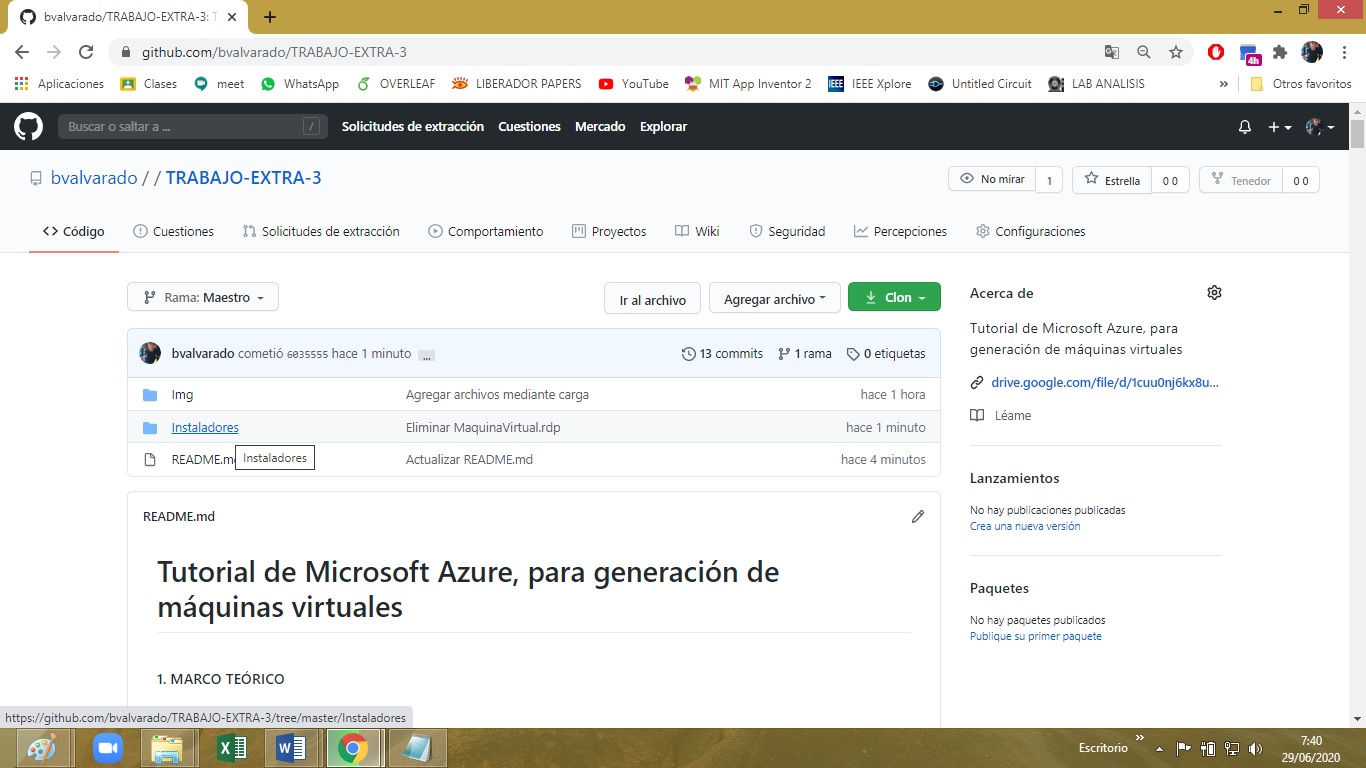 bvalvarado/TRABAJO-EXTRA-3: T
github.com/bvalvarado/TRABAJO-EXTRA-3
4h
Aplicaciones Clases meet WhatsApp OVERLEAF LIBERADOR PAPERS YouTube MIT App Inventor 2 IEEE IEEE Xplore Untitled Circuit LAB ANALISIS » Otros favoritos
Buscar o saltar a ... / Solicitudes de extracción Cuestiones Mercado Explorar
bvalvarado / / TRABAJO-EXTRA-3 No mirar 1 Estrella 0 0 Tenedor 0 0
Código Cuestiones Solicitudes de extracción Comportamiento Proyectos Wiki Seguridad Percepciones Configuraciones
Rama: Maestro Ir al archivo Agregar archivo Clon
bvalvarado cometió hace 1 minuto ... 13 commits 1 rama 0 etiquetas
Img Agregar archivos mediante carga hace 1 hora
Instaladores Eliminar MaquinaVirtual.rdp hace 1 minuto
README.m Actualizar README.md hace 4 minutos
Instaladores
README.md
Tutorial de Microsoft Azure, para generación de
máquinas virtuales
1. MARCO TEÓRICO
Acerca de
Tutorial de Microsoft Azure, para
generación de máquinas virtuales
drive.google.com/file/d/1cuu0nj6kx8u...
Léame
Lanzamientos
No hay publicaciones publicadas
Crea una nueva versión
Paquetes
No hay paquetes publicados
Publique su primer paquete
https://github.com/bvalvarado/TRABAJO-EXTRA-3/tree/master/Instaladores
Escritorio » 7:40
29/06/2020